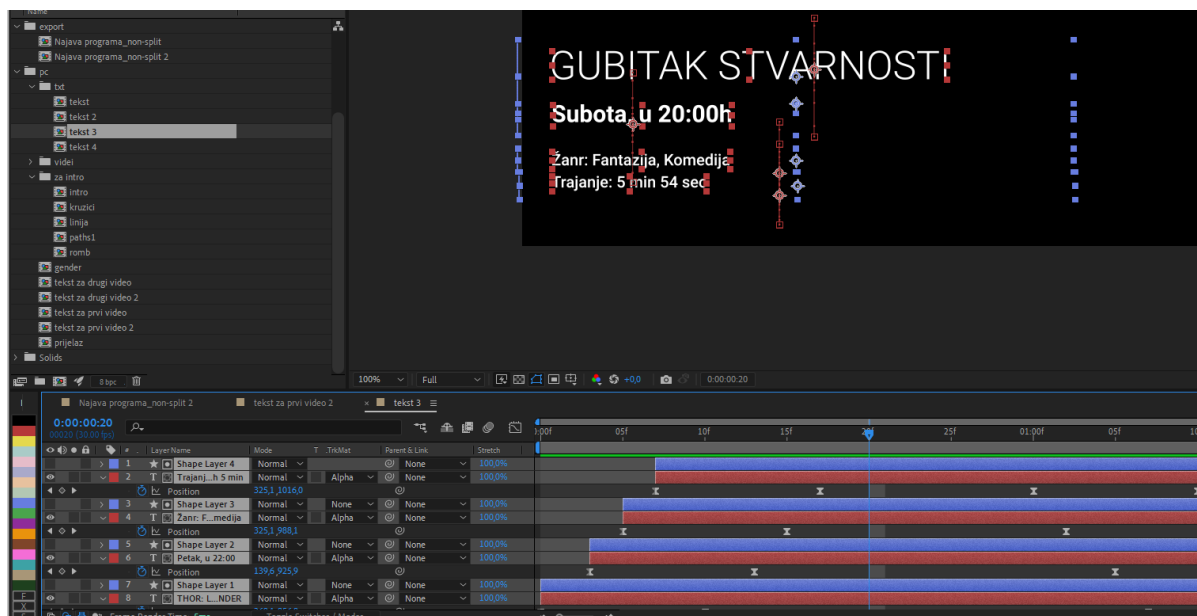 Name
export
Najava programa_non-split
Najava programa_non-split 2
pc
txt
tekst
tekst 2
tekst 3
tekst 4
videi
za intro
intro
kruzici
linija
paths1
romb
gender
tekst za drugi video
tekst za drugi video 2
tekst za prvi video
tekst za prvi video 2
prijelaz
Solids
8 bpc
GUBITAK STVARNOSTI
Subota, u 20:00h
Žanr: Fantazija, Komedija
Trajanje: 5 min 54 sec
100% Full +0,0 0:00:00:20
Najava programa_non-split 2 tekst za prvi video 2 × tekst 3
0:00:00:20
00020 (30.00 fps)
:00f 05f 10f 15f 20f 25f 01:00f 05f 10
# Layer Name Mode T .TrkMat Parent & Link Stretch
1 Shape Layer 4 Normal None 100,0%
2 Trajanj...h 5 min Normal Alpha None 100,0%
Position 325,1,1016,0
3 Shape Layer 3 Normal None None 100,0%
4 Žanr: F...medija Normal Alpha None 100,0%
Position 325,1,988,1
5 Shape Layer 2 Normal None None 100,0%
6 Petak, u 22:00 Normal Alpha None 100,0%
Position 139,6,925,9
7 Shape Layer 1 Normal None None 100,0%
8 THOR: L...NDER Normal Alpha None 100,0%